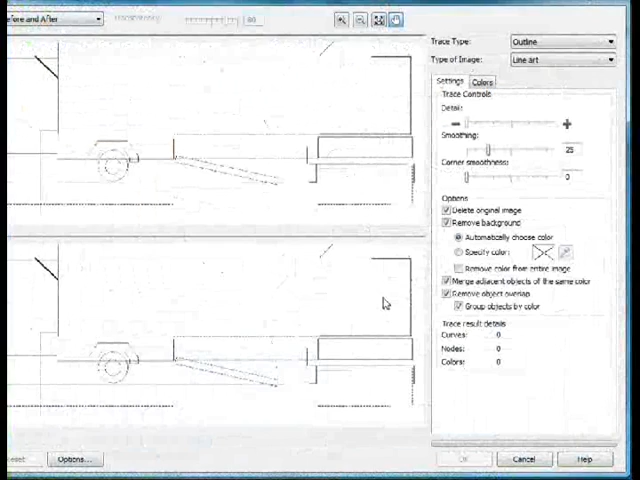 efore and After
80
Trace Type: Outline
Type of Image: Line art
Settings Colors
Trace Controls
Detail:
Smoothing:
25
Corner smoothness:
0
Options
Delete original image
Remove background
Automatically choose color
Specify color:
Remove color from entire image
Merge adjacent objects of the same color
Remove object overlap
Group objects by color
Trace result details
Curves: 0
Nodes: 0
Colors: 0
eset Options... OK Cancel Help